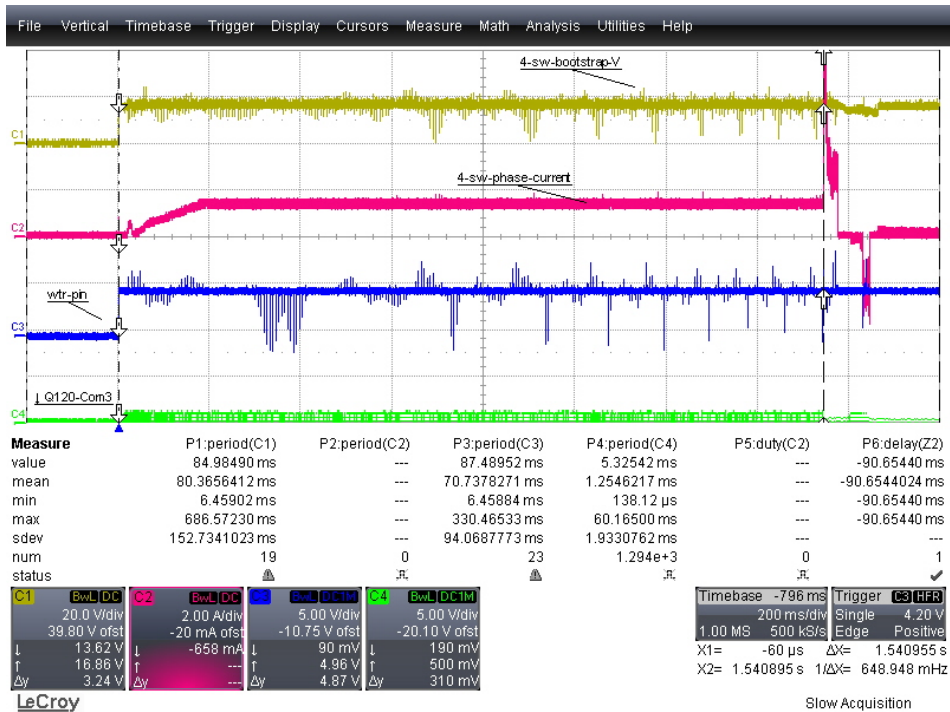 File Vertical Timebase Trigger Display Cursors Measure Math Analysis Utilities Help
4-sw-bootstrap-V
C1
4-sw-phase-current
C2
wtr-pin
C3
↓ Q120-Com3
C4
Measure P1:period(C1) P2:period(C2) P3:period(C3) P4:period(C4) P5:duty(C2) P6:delay(Z2)
value 84.98490 ms --- 87.48952 ms 5.32542 ms --- -90.65440 ms
mean 80.3656412 ms --- 70.7378271 ms 1.2546217 ms --- -90.6544024 ms
min 6.45902 ms --- 6.45884 ms 138.12 µs --- -90.65440 ms
max 686.57230 ms --- 330.46533 ms 60.16500 ms --- -90.65440 ms
sdev 152.7341023 ms --- 94.0687773 ms 1.9330762 ms --- ---
num 19 0 23 1.294e+3 0 1
status
C1 BwL DC C2 BwL DC C3 BwL DC1M C4 BwL DC1M Timebase -796 ms Trigger C3 HFR
20.0 V/div 2.00 A/div 5.00 V/div 5.00 V/div 200 ms/div Single 4.20 V
39.80 V ofst -20 mA ofst -10.75 V ofst -20.10 V ofst 1.00 MS 500 kS/s Edge Positive
↓ 13.62 V ↓ -658 mA ↓ 90 mV ↓ 190 mV X1= -60 µs ΔX= 1.540955 s
↑ 16.86 V ↑ --- ↑ 4.96 V ↑ 500 mV X2= 1.540895 s 1/ΔX= 648.948 mHz
Δy 3.24 V Δy --- Δy 4.87 V Δy 310 mV
LeCroy Slow Acquisition